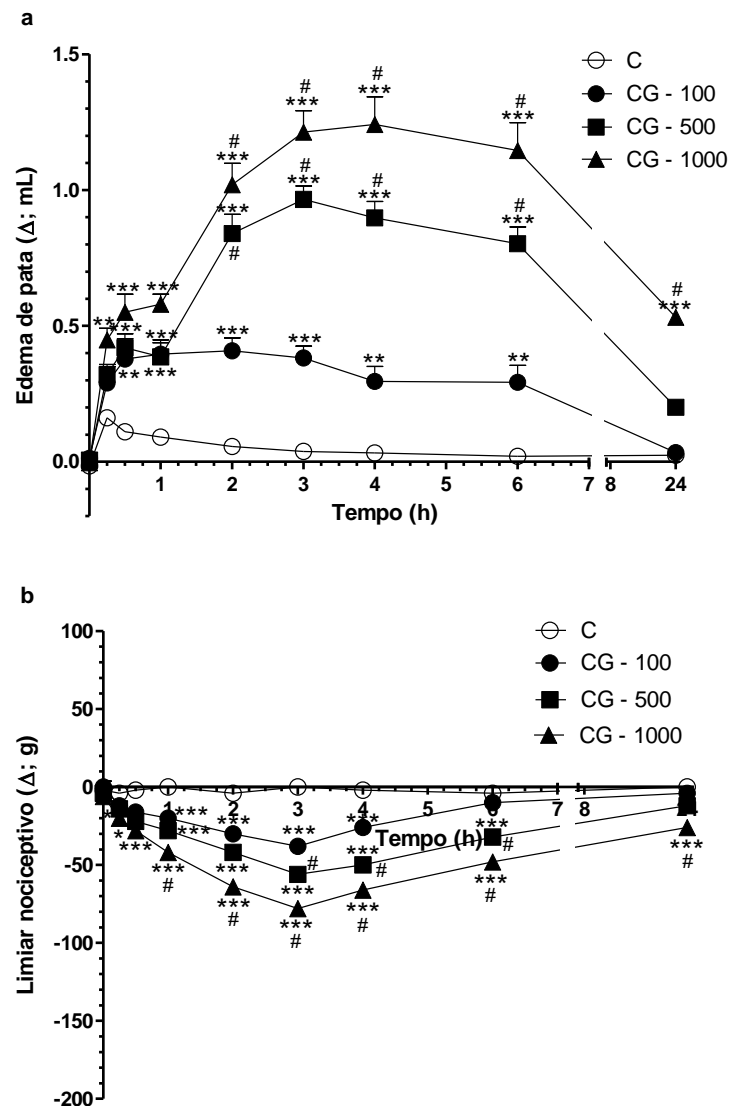 a
1.5
1.0
0.5
0.0
Edema de pata (Δ; mL)
C
CG - 100
CG - 500
CG - 1000
# # # #
*** *** *** ***
# # #
*** *** *** ***
#
*** ***
** ***
*** ***
** ***
*** *** ** **
#
***
1 2 3 4 5 6 7 8 24
Tempo (h)
b
100
50
0
-50
-100
-150
-200
Limiar nociceptivo (Δ; g)
C
CG - 100
CG - 500
CG - 1000
1 2 3 4 5 6 7 8
Tempo (h)
* * *** *** ***
*** *** ***
*** *** *** ***
# # #
*** *** *** *** *** ***
# # # # # #